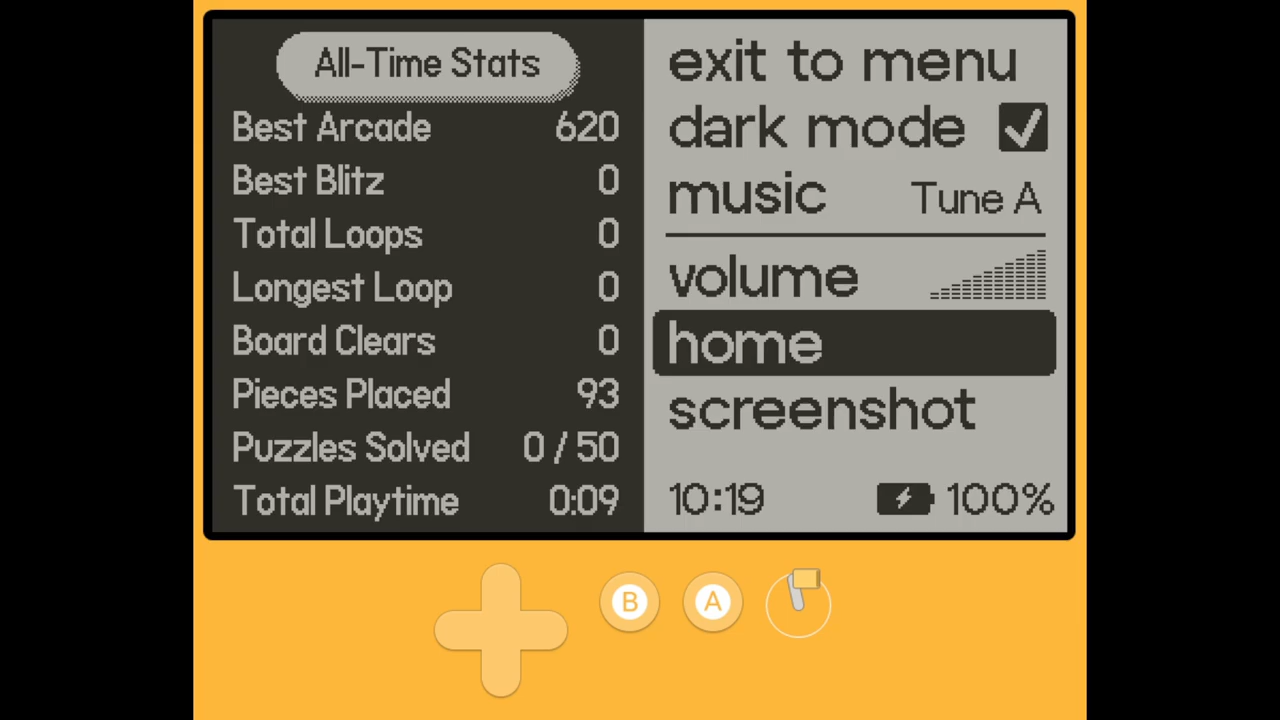 All-Time Stats
Best Arcade 620
Best Blitz 0
Total Loops 0
Longest Loop 0
Board Clears 0
Pieces Placed 93
Puzzles Solved 0 / 50
Total Playtime 0:09
exit to menu
dark mode
music Tune A
volume
home
screenshot
10:19 100%
B A